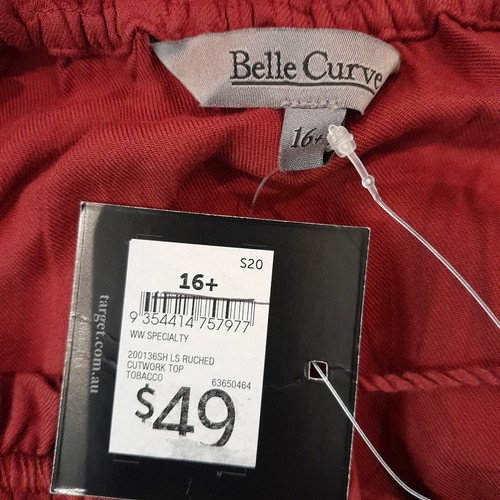 Belle Curve
16+
S20
16+
9 354414 757977
WW SPECIALTY
200136SH LS RUCHED
CUTWORK TOP
TOBACCO
63650464
$49
target.com.au